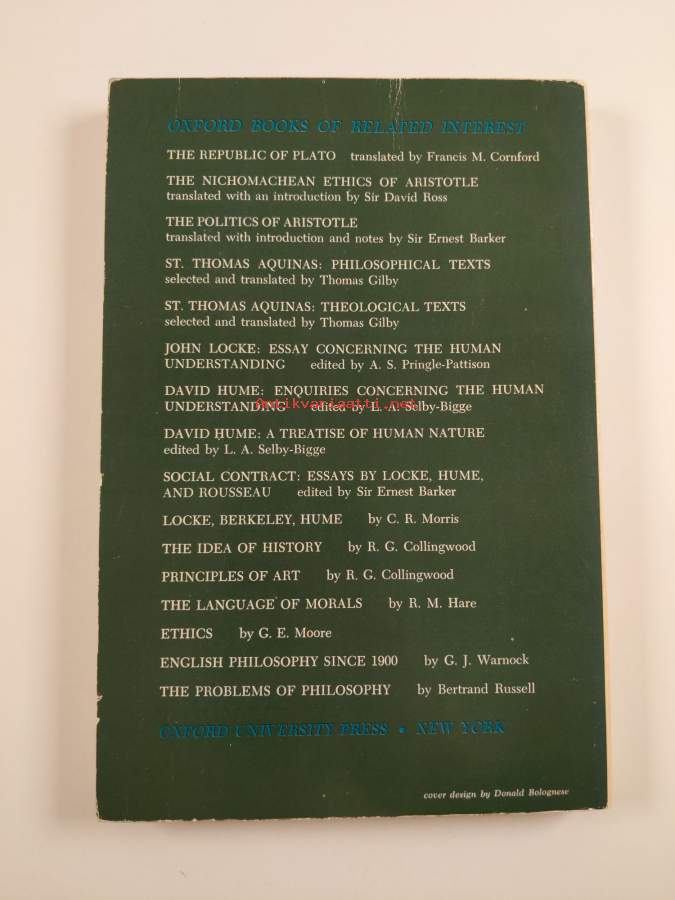 OXFORD BOOKS OF RELATED INTEREST
THE REPUBLIC OF PLATO translated by Francis M. Cornford
THE NICHOMACHEAN ETHICS OF ARISTOTLE
translated with an introduction by Sir David Ross
THE POLITICS OF ARISTOTLE
translated with introduction and notes by Sir Ernest Barker
ST. THOMAS AQUINAS: PHILOSOPHICAL TEXTS
selected and translated by Thomas Gilby
ST. THOMAS AQUINAS: THEOLOGICAL TEXTS
selected and translated by Thomas Gilby
JOHN LOCKE: ESSAY CONCERNING THE HUMAN
UNDERSTANDING edited by A. S. Pringle-Pattison
DAVID HUME: ENQUIRIES CONCERNING THE HUMAN
UNDERSTANDING edited by L. A. Selby-Bigge
Antikvariaatti.net
DAVID HUME: A TREATISE OF HUMAN NATURE
edited by L. A. Selby-Bigge
SOCIAL CONTRACT: ESSAYS BY LOCKE, HUME,
AND ROUSSEAU edited by Sir Ernest Barker
LOCKE, BERKELEY, HUME by C. R. Morris
THE IDEA OF HISTORY by R. G. Collingwood
PRINCIPLES OF ART by R. G. Collingwood
THE LANGUAGE OF MORALS by R. M. Hare
ETHICS by G. E. Moore
ENGLISH PHILOSOPHY SINCE 1900 by G. J. Warnock
THE PROBLEMS OF PHILOSOPHY by Bertrand Russell
OXFORD UNIVERSITY PRESS • NEW YORK
cover design by Donald Bolognese